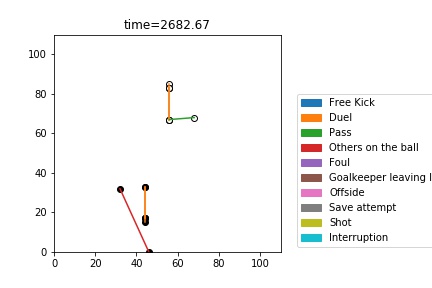 time=2682.67
100
80
60
40
20
0
0 20 40 60 80 100
Free Kick
Duel
Pass
Others on the ball
Foul
Goalkeeper leaving l
Offside
Save attempt
Shot
Interruption